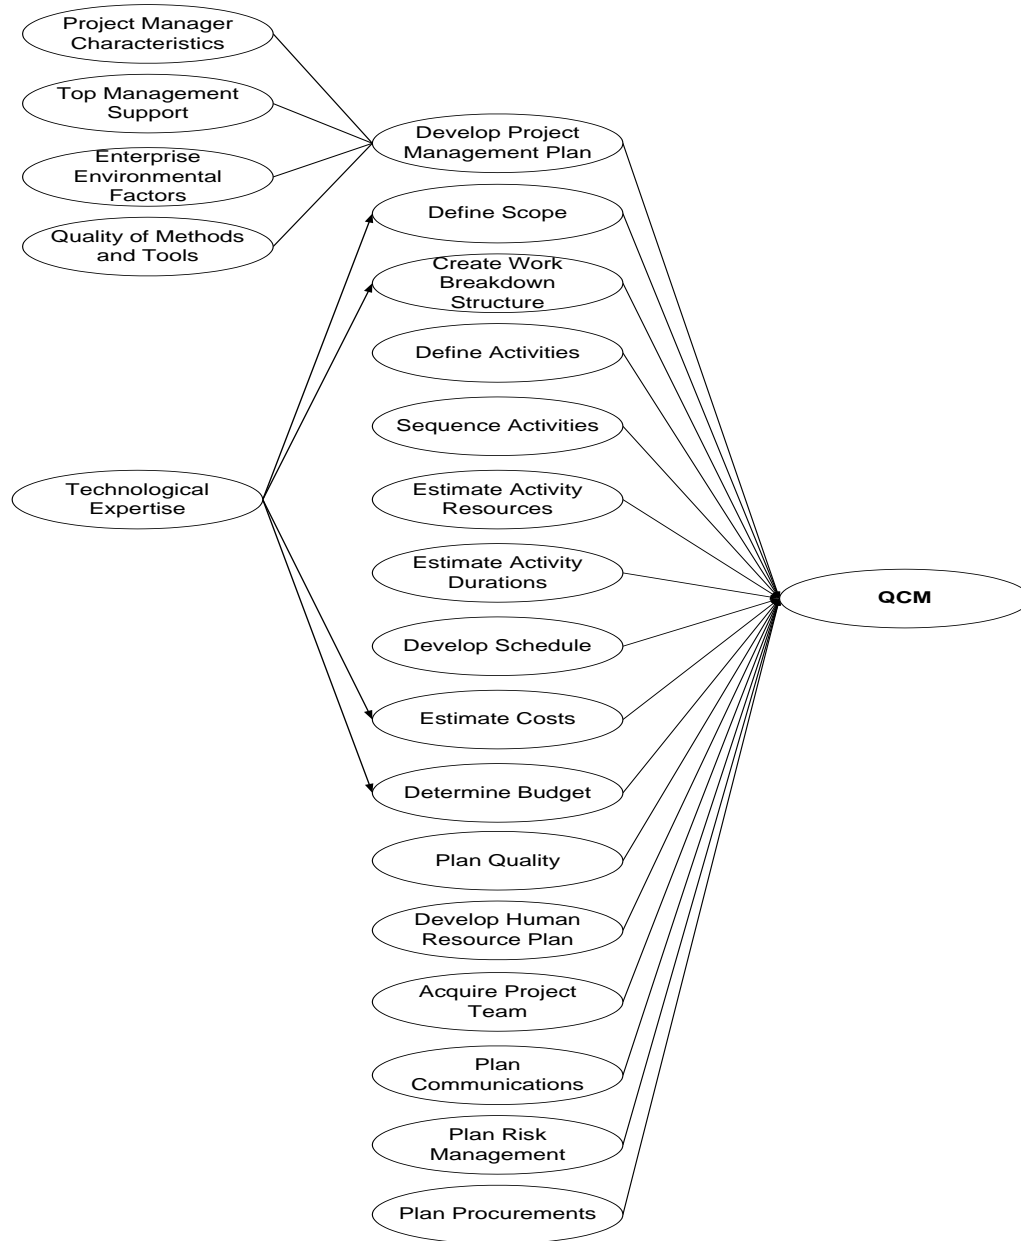 Project Manager
Characteristics
Top Management
Support
Enterprise
Environmental
Factors
Quality of Methods
and Tools
Technological
Expertise
Develop Project
Management Plan
Define Scope
Create Work
Breakdown
Structure
Define Activities
Sequence Activities
Estimate Activity
Resources
Estimate Activity
Durations
Develop Schedule
Estimate Costs
Determine Budget
Plan Quality
Develop Human
Resource Plan
Acquire Project
Team
Plan
Communications
Plan Risk
Management
Plan Procurements
QCM